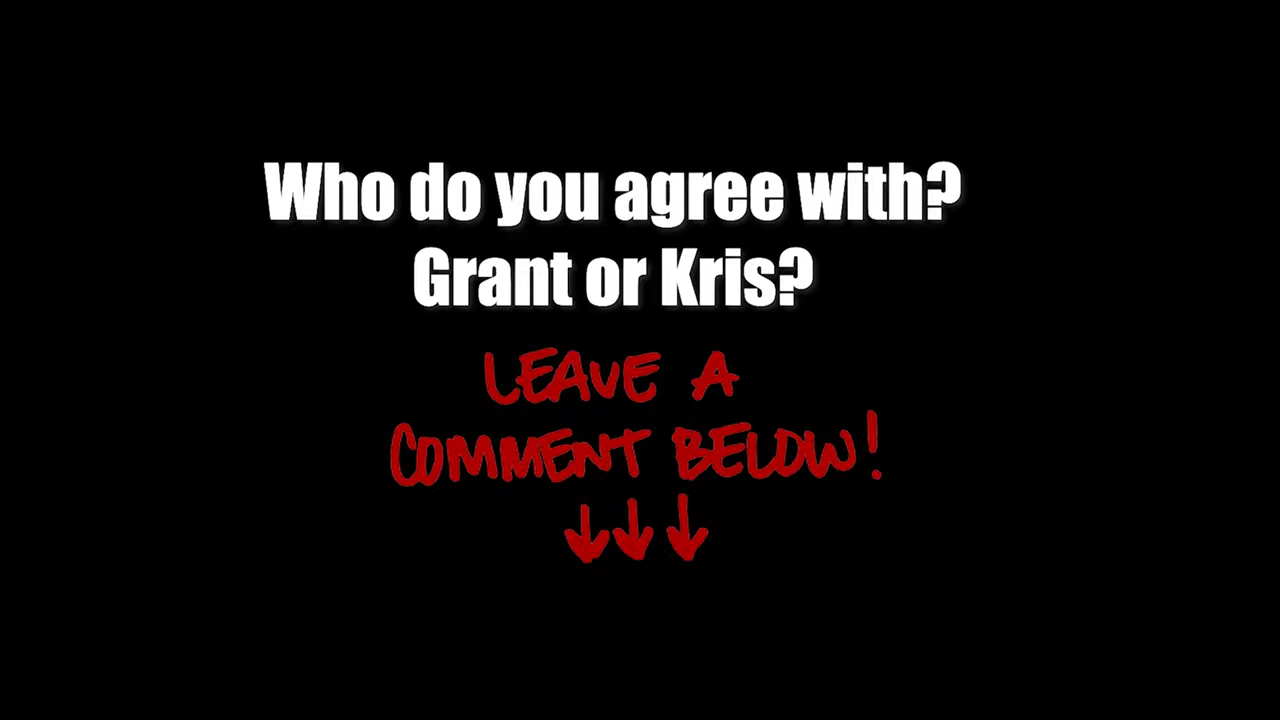 Who do you agree with?
Grant or Kris?
LEAVE A
COMMENT BELOW!
↓↓↓